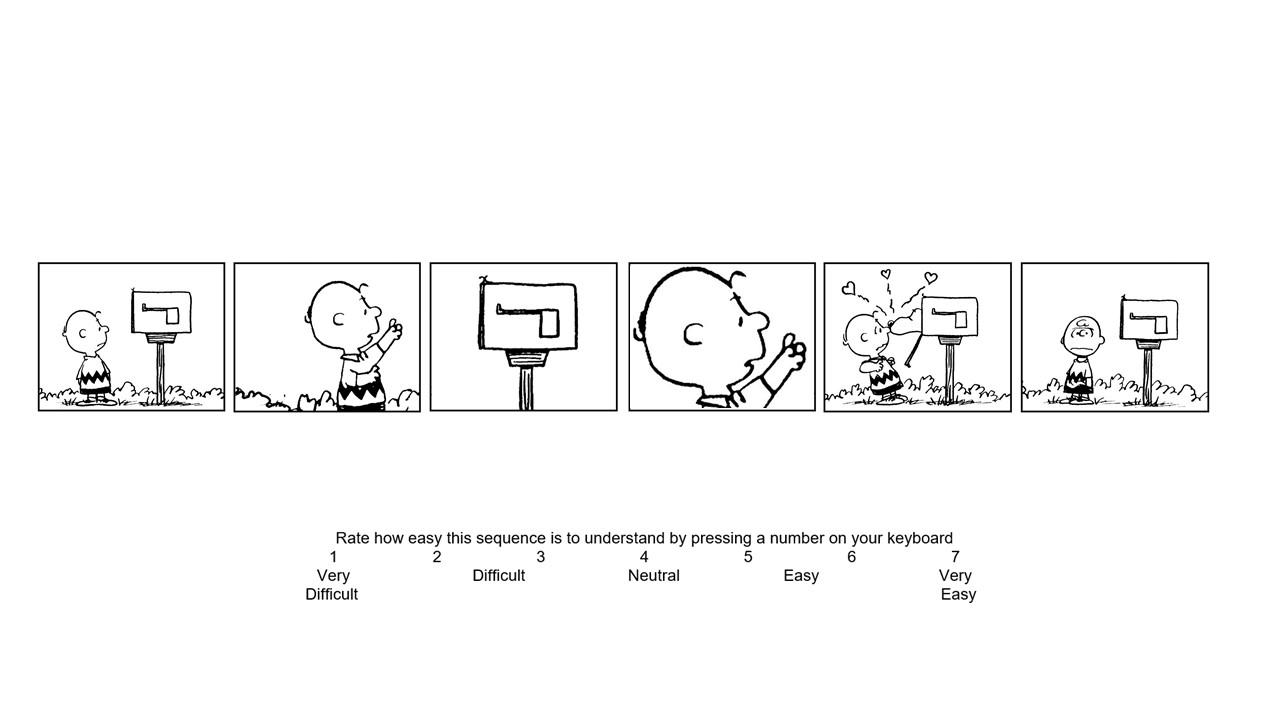 Rate how easy this sequence is to understand by pressing a number on your keyboard
1 2 3 4 5 6 7
Very Difficult Neutral Easy Very
Difficult Easy